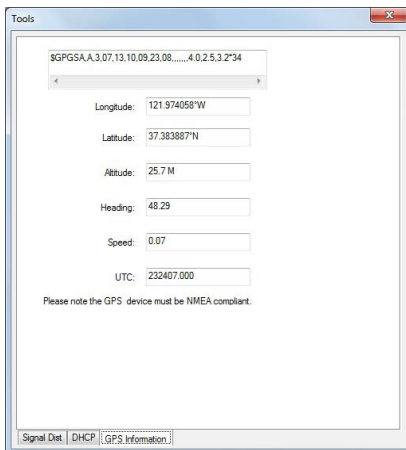 Tools
$GPGSA,A,3,07,13,10,09,23,08,,,,,,,4.0,2.5,3.2*34
Longitude: 121.974058°W
Latitude: 37.383887°N
Altitude: 25.7 M
Heading: 48.29
Speed: 0.07
UTC: 232407.000
Please note the GPS device must be NMEA compliant.
Signal Dist DHCP GPS Information